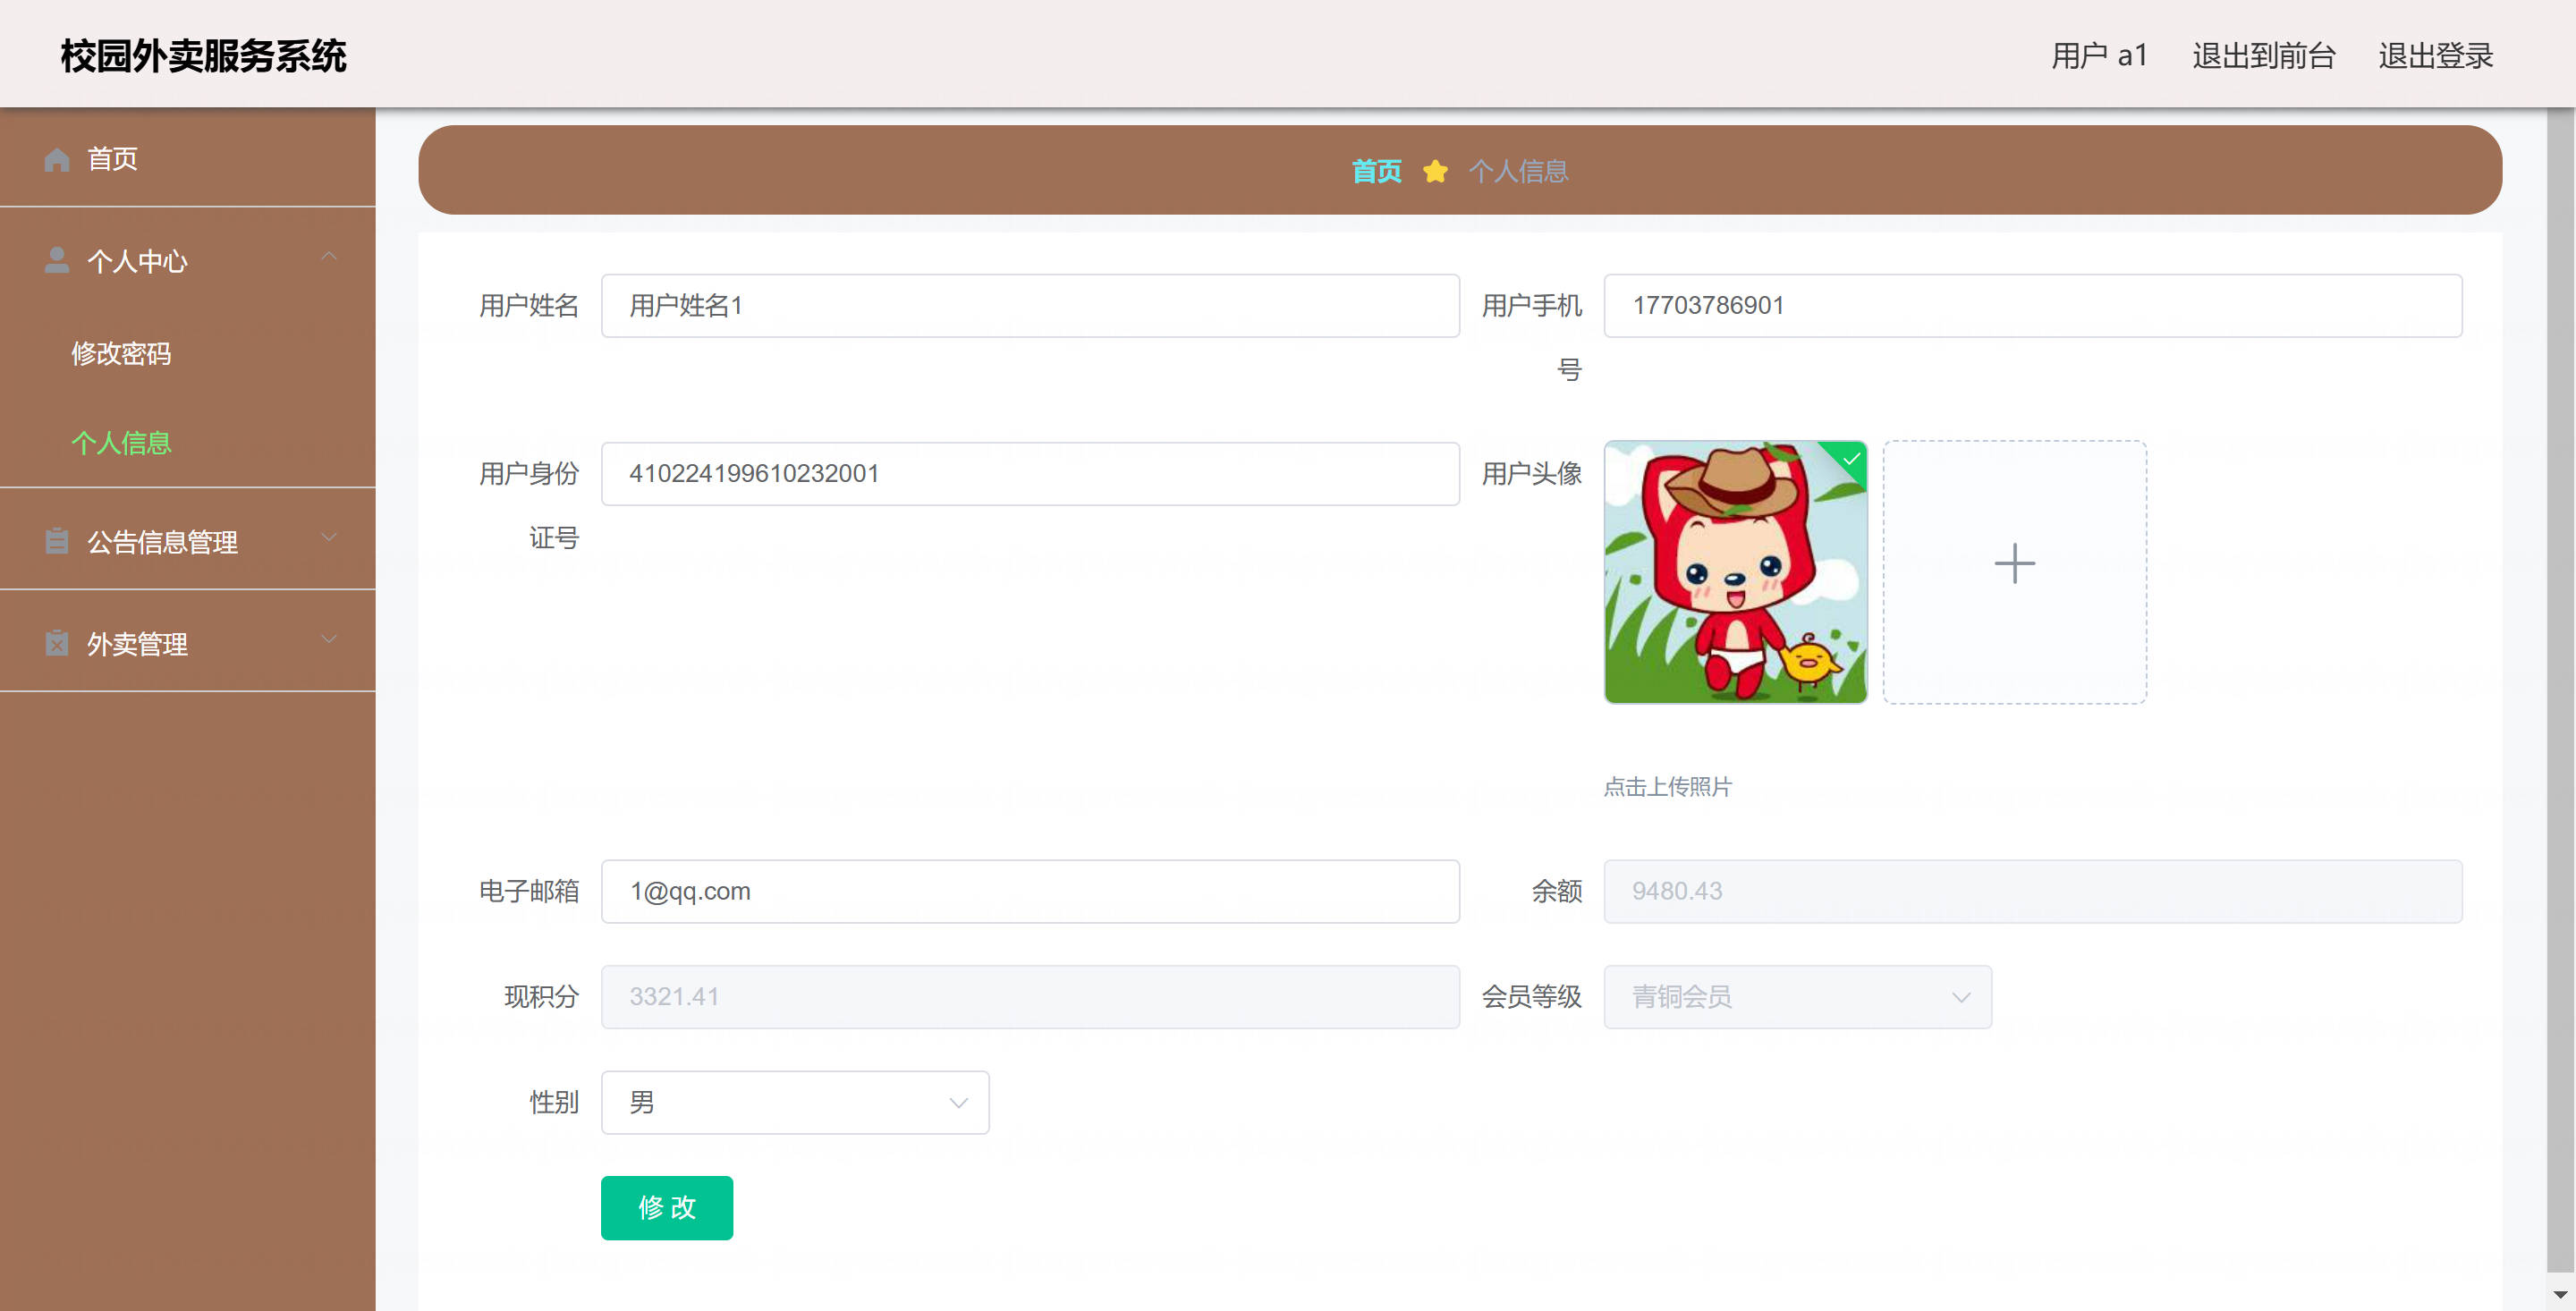 校园外卖服务系统
用户 a1
退出到前台
退出登录
首页
个人中心
修改密码
个人信息
公告信息管理
外卖管理
首页
个人信息
用户姓名
用户姓名1
用户手机
号
17703786901
用户身份
证号
410224199610232001
用户头像
点击上传照片
电子邮箱
1@qq.com
余额
9480.43
现积分
3321.41
会员等级
青铜会员
性别
男
修 改